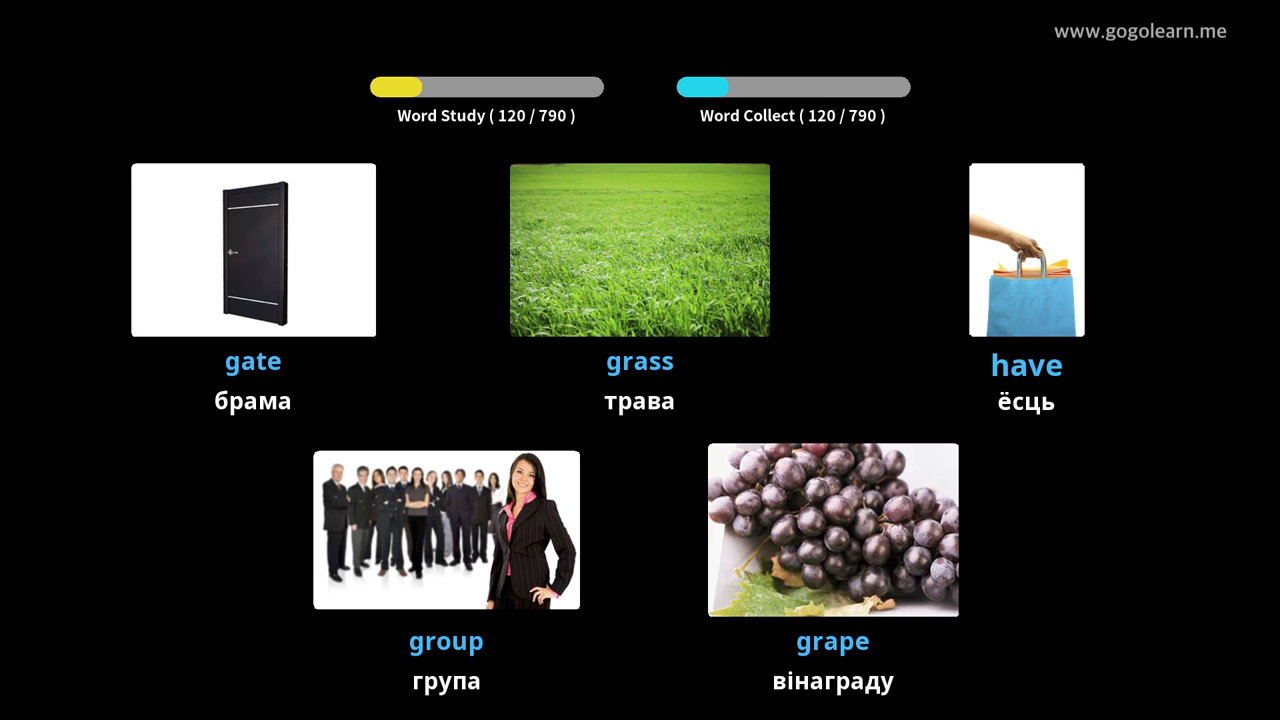 www.gogolearn.me
Word Study ( 120 / 790 )
Word Collect ( 120 / 790 )
gate
брама
grass
трава
have
ёсць
group
група
grape
вінаграду